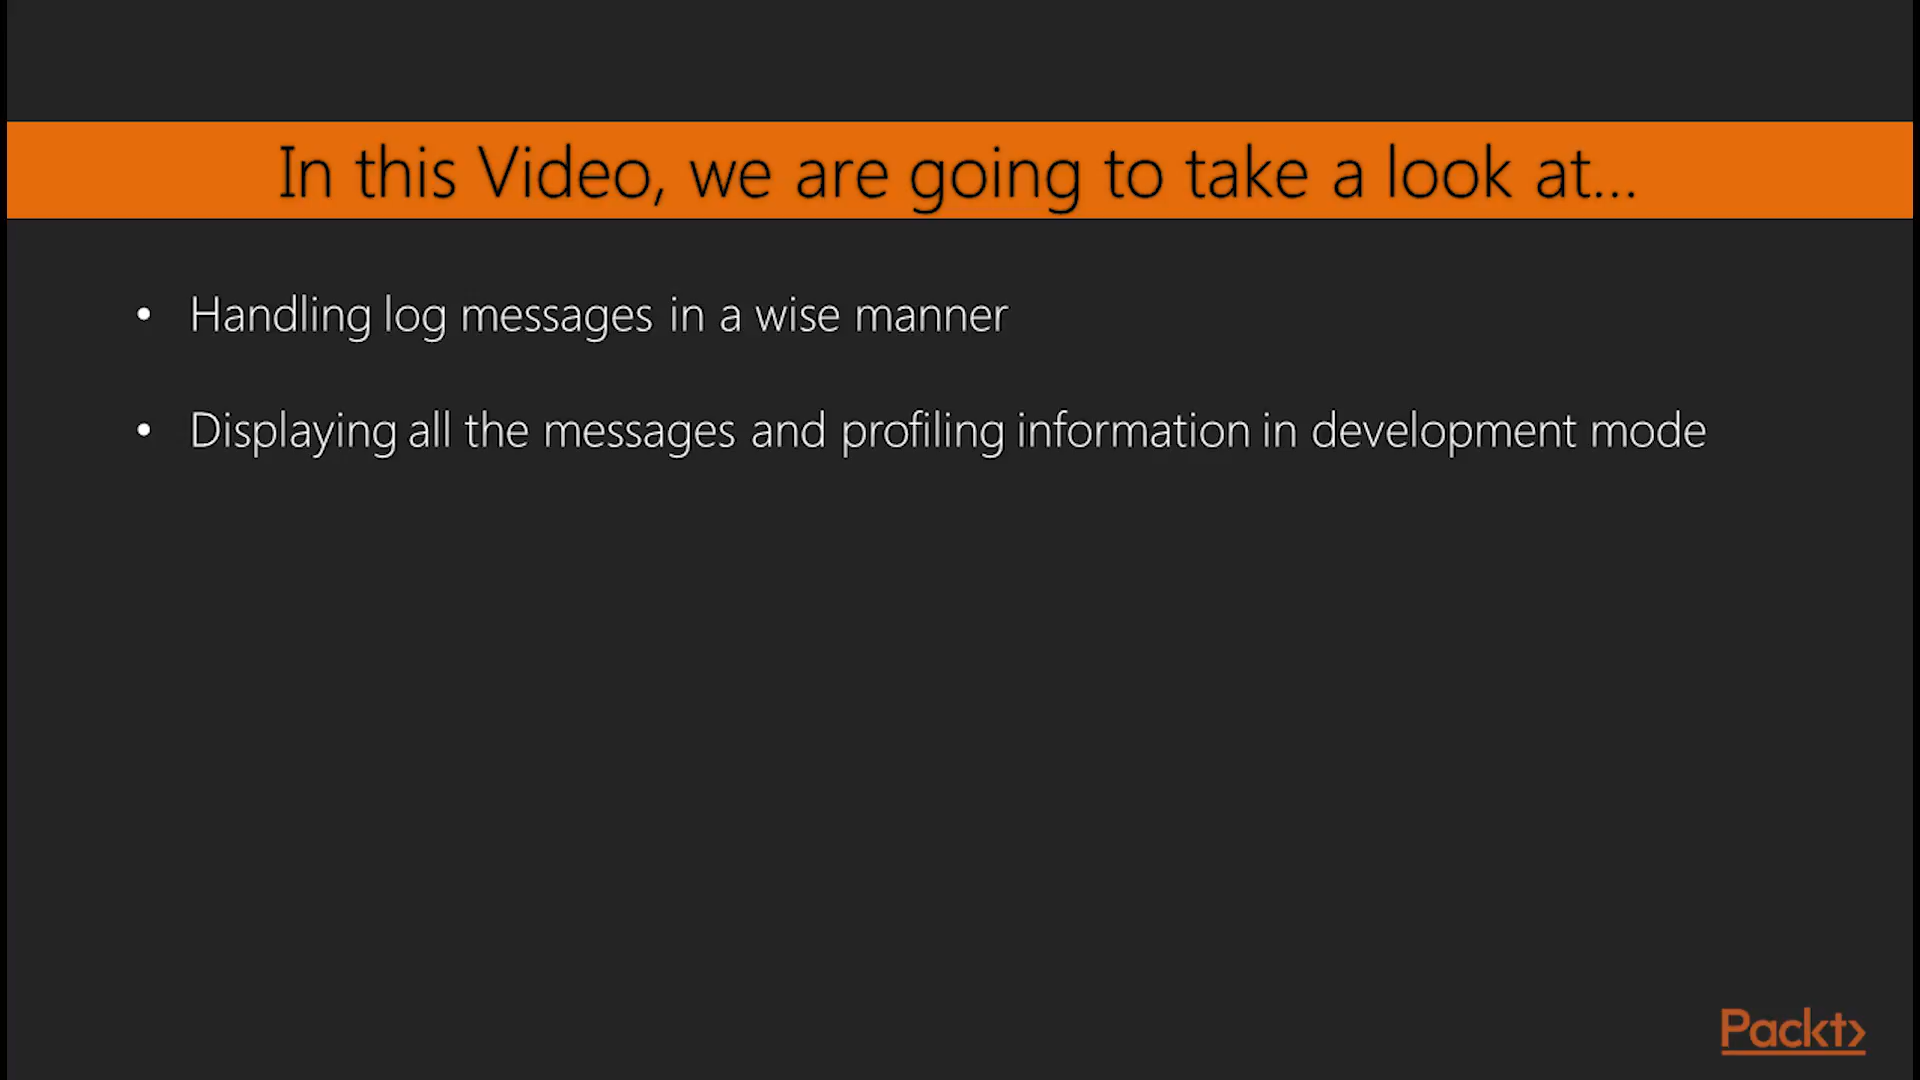 In this Video, we are going to take a look at...
• Handling log messages in a wise manner
• Displaying all the messages and profiling information in development mode
Packt>